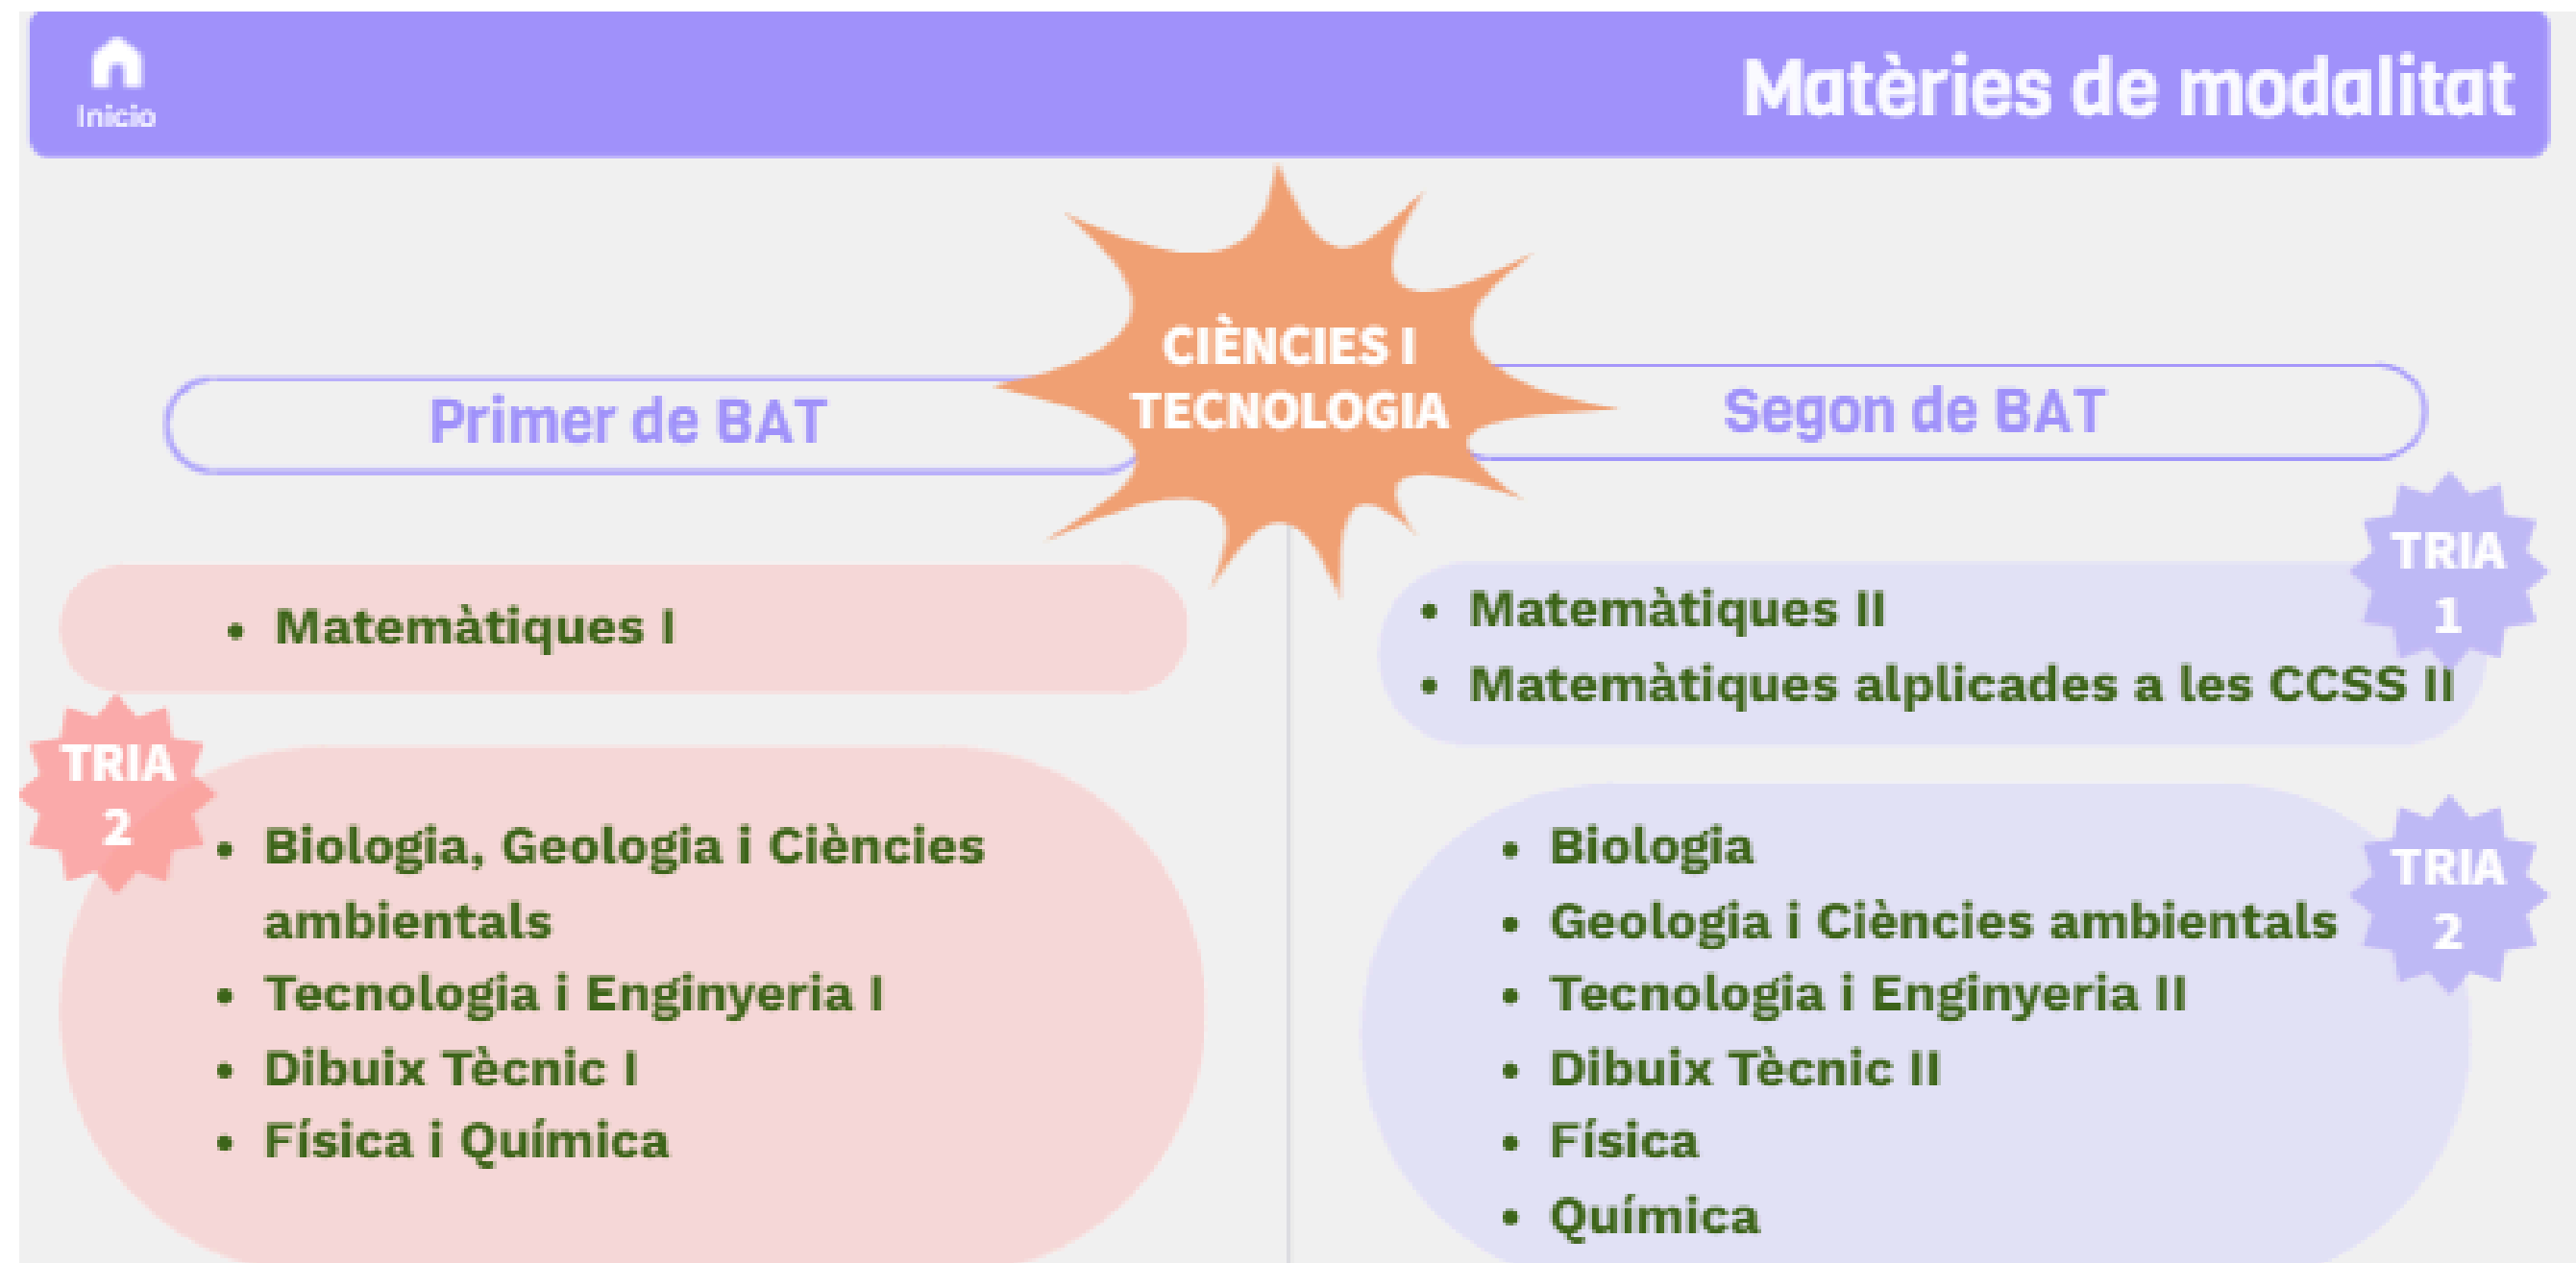 Inicio
Matèries de modalitat
CIÈNCIES I
TECNOLOGIA
Primer de BAT
• Matemàtiques I
TRIA
2
• Biologia, Geologia i Ciències
ambientals
• Tecnologia i Enginyeria I
• Dibuix Tècnic I
• Física i Química
Segon de BAT
TRIA
1
• Matemàtiques II
• Matemàtiques alplicades a les CCSS II
TRIA
2
• Biologia
• Geologia i Ciències ambientals
• Tecnologia i Enginyeria II
• Dibuix Tècnic II
• Física
• Química